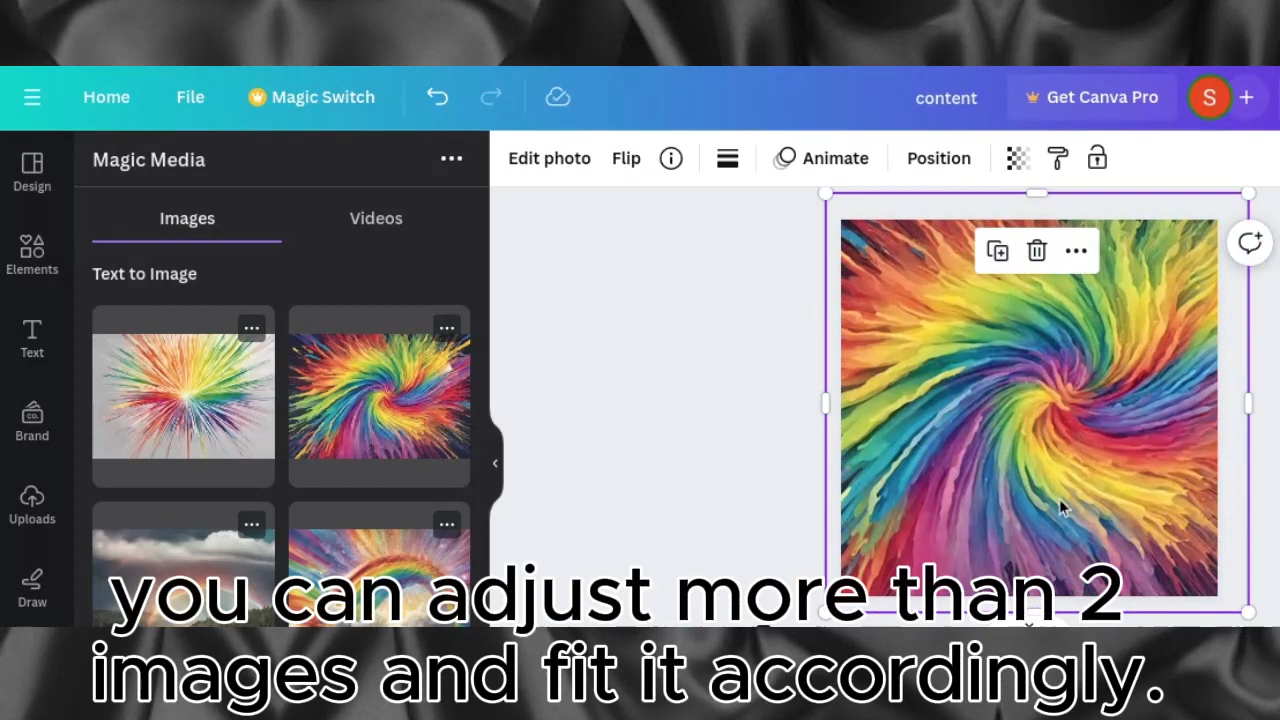 Home File Magic Switch content Get Canva Pro S
Magic Media
Edit photo Flip Animate Position
Design
Images Videos
Elements
Text to Image
Text
CO.
Brand
Uploads
Draw
you can adjust more than 2
images and fit it accordingly.